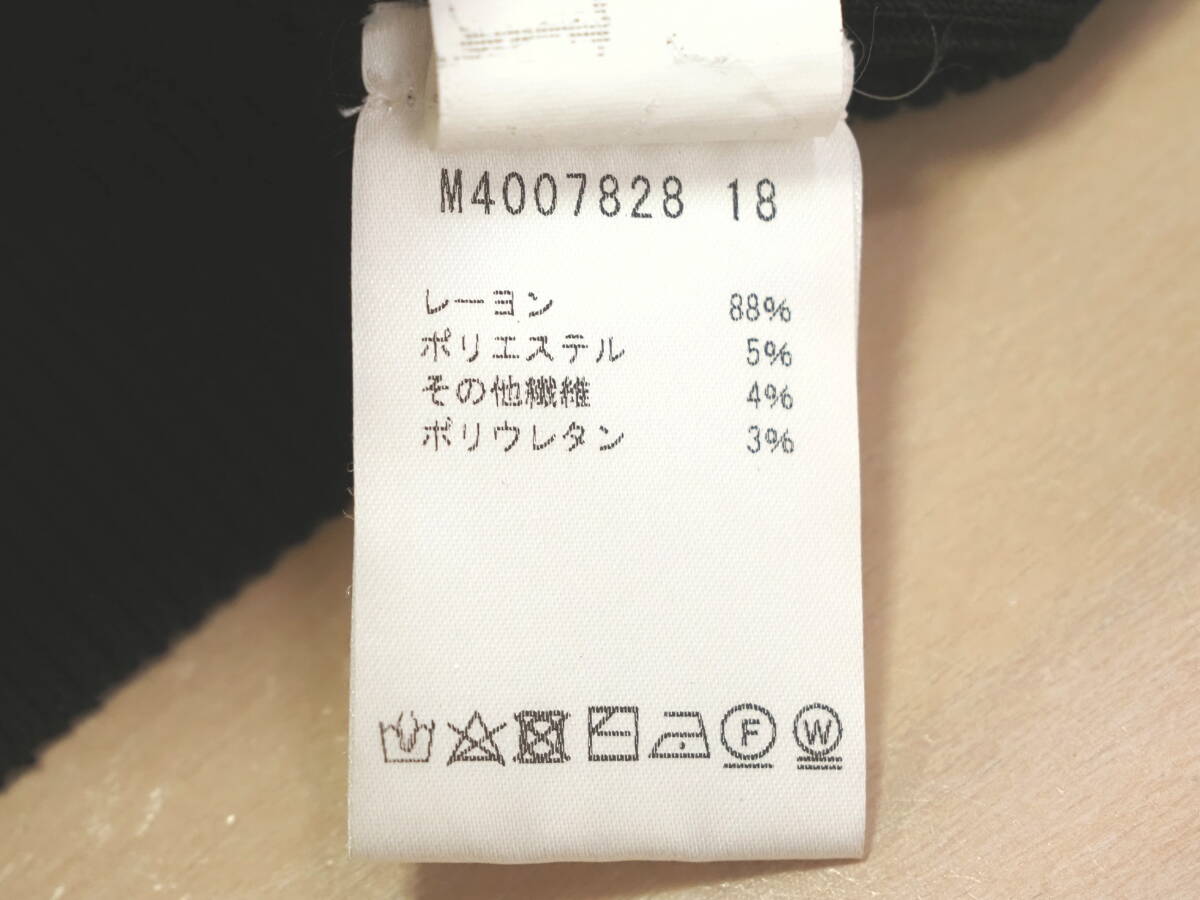 M4007828 18
レーヨン 88%
ポリエステル 5%
その他繊維 4%
ポリウレタン 3%
F W